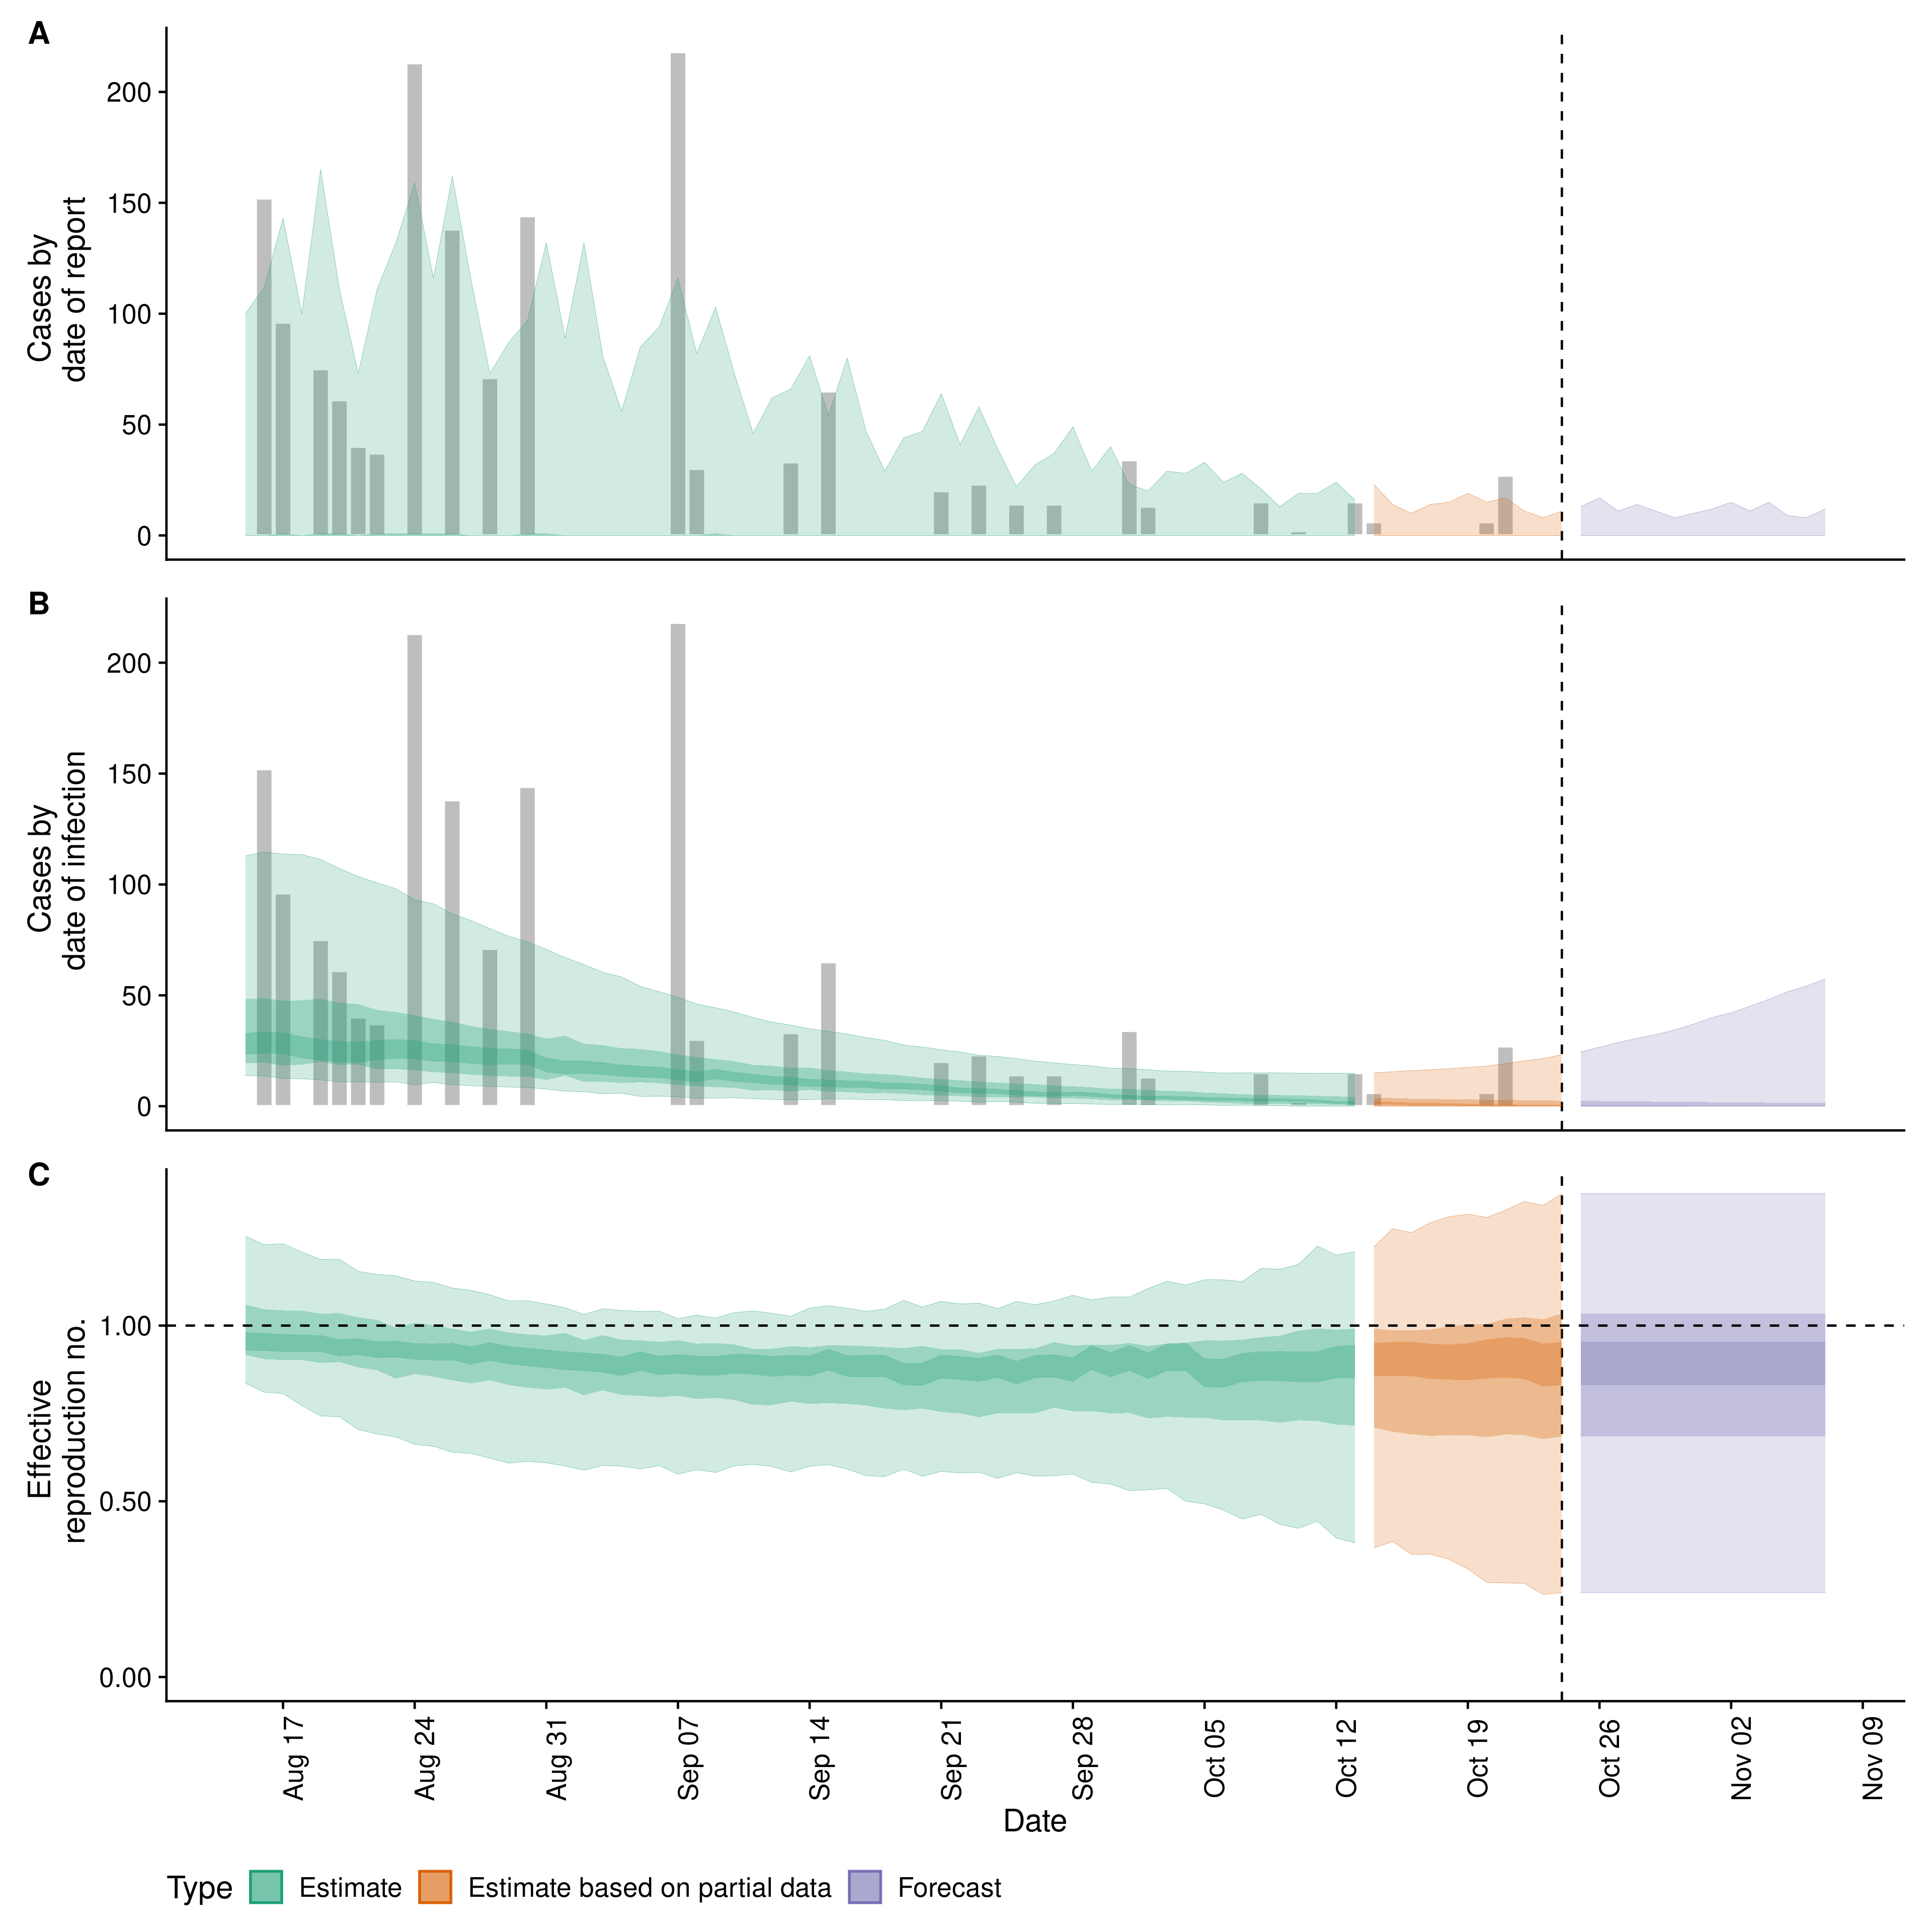 A
Cases by
date of report
200
150
100
50
0
B
Cases by
date of infection
200
150
100
50
0
C
Effective
reproduction no.
1.00
0.50
0.00
Aug 17
Aug 24
Aug 31
Sep 07
Sep 14
Sep 21
Sep 28
Oct 05
Oct 12
Oct 19
Oct 26
Nov 02
Nov 09
Date
Type Estimate Estimate based on partial data Forecast